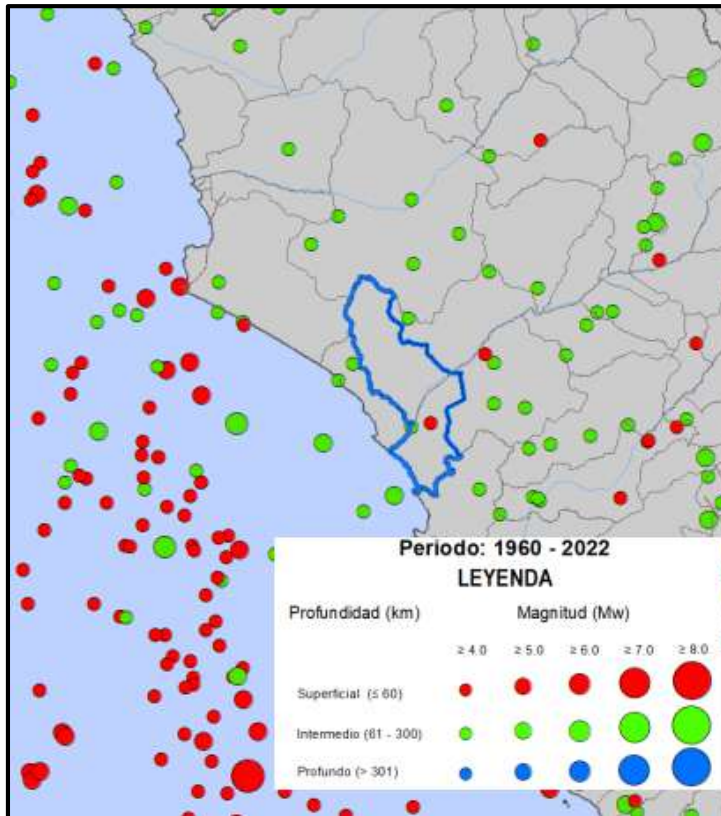 Periodo: 1960 - 2022
LEYENDA
Profundidad (km) Magnitud (Mw)
≥ 4.0 ≥ 5.0 ≥ 6.0 ≥ 7.0 ≥ 8.0
Superficial (≤ 60)
Intermedio (61 - 300)
Profundo (> 301)